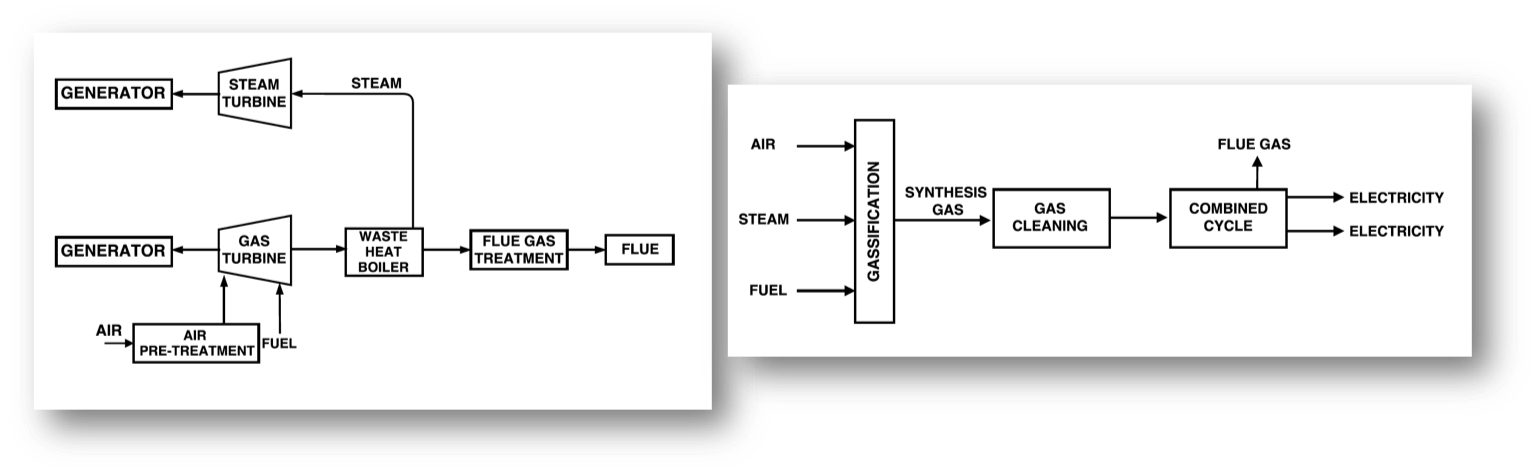 GENERATOR
STEAM
TURBINE
STEAM
GENERATOR
GAS
TURBINE
WASTE
HEAT
BOILER
FLUE GAS
TREATMENT
FLUE
AIR
AIR
PRE-TREATMENT
FUEL
AIR
STEAM
FUEL
GASSIFICATION
SYNTHESIS
GAS
GAS
CLEANING
COMBINED
CYCLE
FLUE GAS
ELECTRICITY
ELECTRICITY